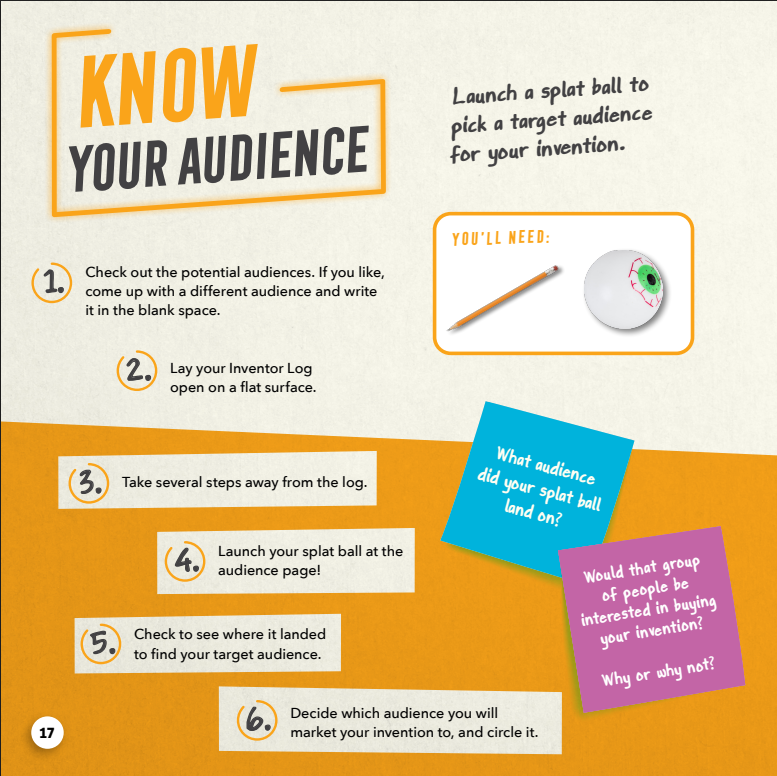 KNOW
YOUR AUDIENCE
Launch a splat ball to
pick a target audience
for your invention.
YOU'LL NEED:
1. Check out the potential audiences. If you like,
come up with a different audience and write
it in the blank space.
2. Lay your Inventor Log
open on a flat surface.
3. Take several steps away from the log.
4. Launch your splat ball at the
audience page!
5. Check to see where it landed
to find your target audience.
6. Decide which audience you will
market your invention to, and circle it.
What audience
did your splat ball
land on?
Would that group
of people be
interested in buying
your invention?
Why or why not?
17